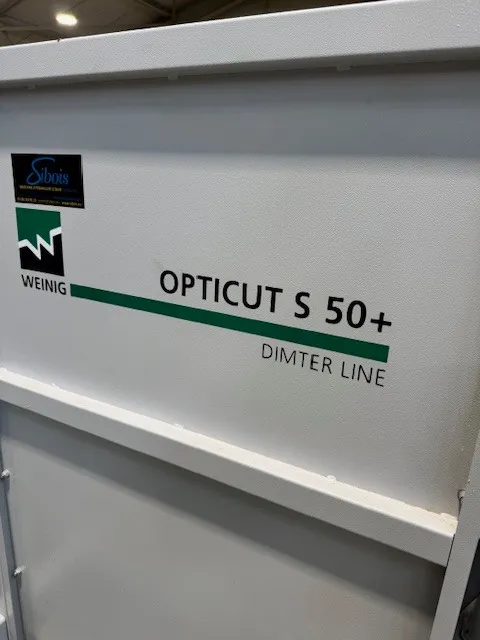 Sibois
WEINIG
OPTICUT S 50+
DIMTER LINE